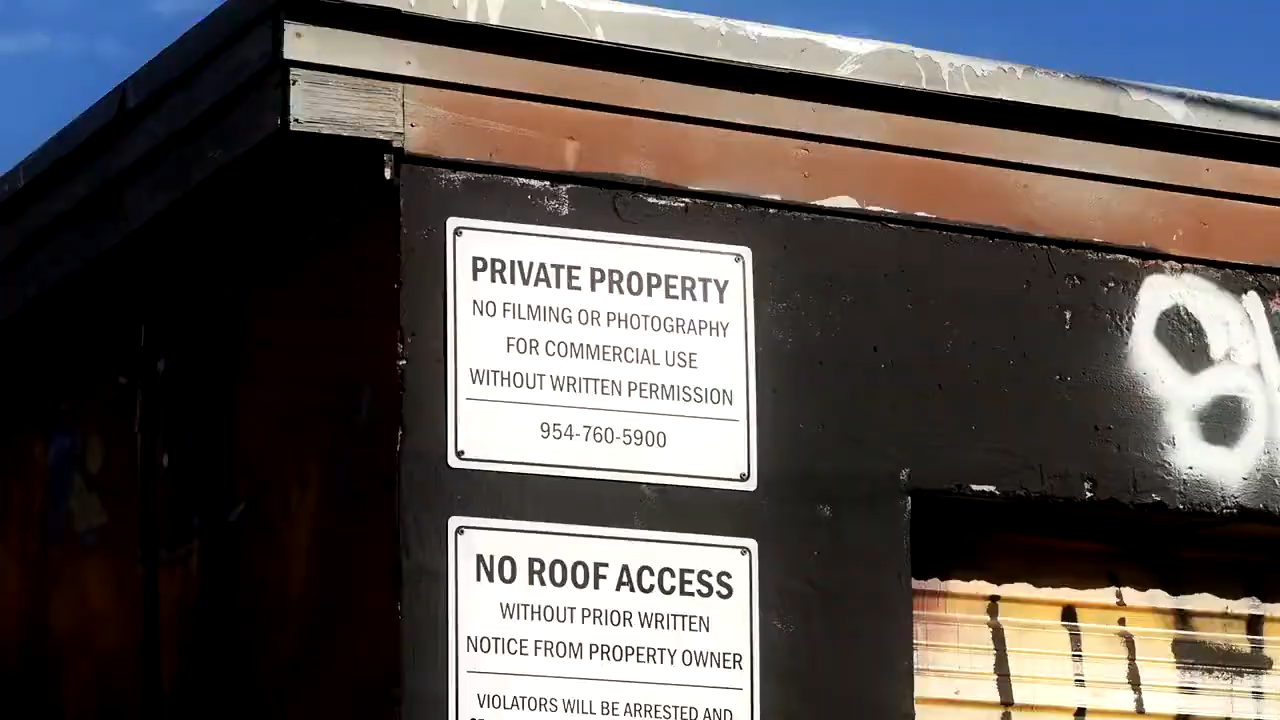 PRIVATE PROPERTY
NO FILMING OR PHOTOGRAPHY
FOR COMMERCIAL USE
WITHOUT WRITTEN PERMISSION
954-760-5900
NO ROOF ACCESS
WITHOUT PRIOR WRITTEN
NOTICE FROM PROPERTY OWNER
VIOLATORS WILL BE ARRESTED AND